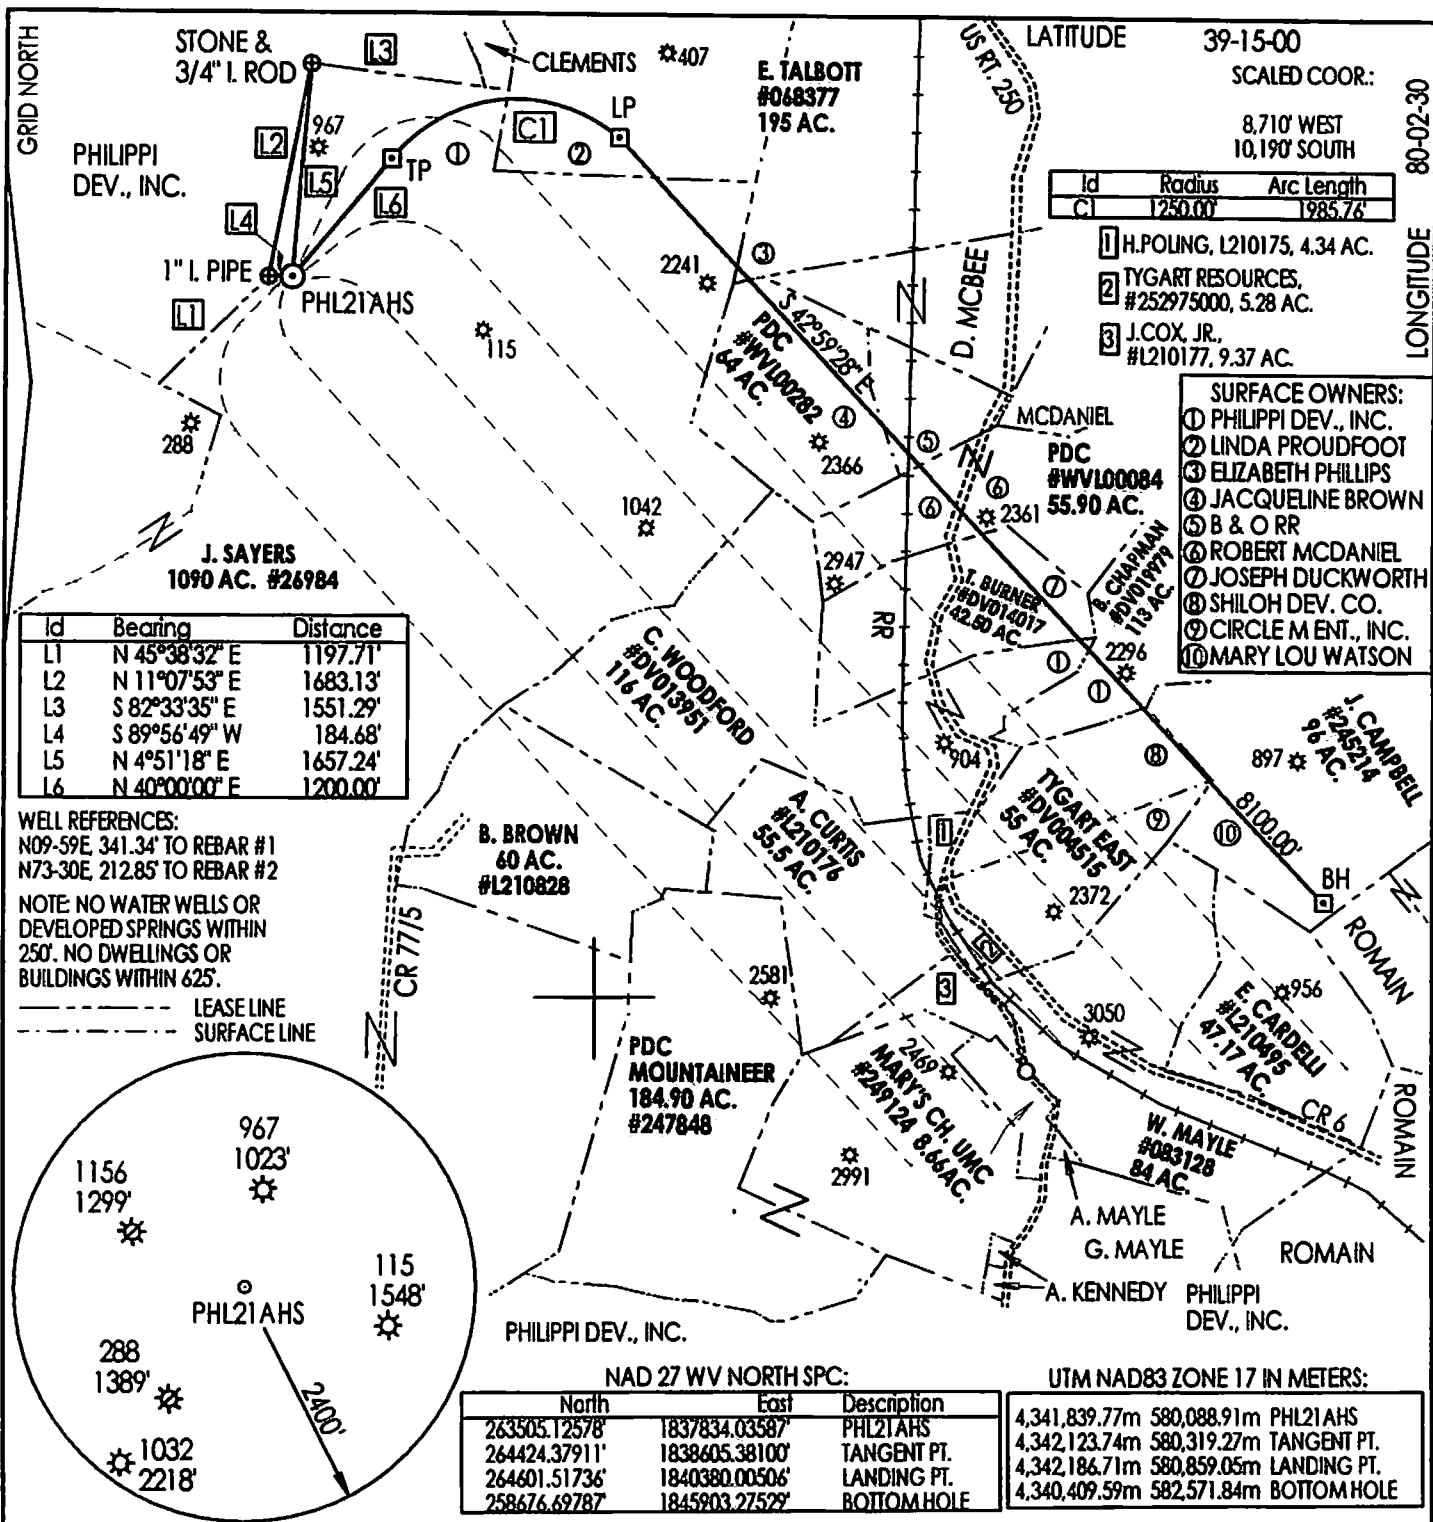 GRID NORTH
STONE &
3/4" I. ROD
L3
CLEMENTS
407
E. TALBOTT
#068377
195 AC.
US RT. 250
LATITUDE 39-15-00
SCALED COOR.:
8,710' WEST
10,190' SOUTH
80-02-30
LONGITUDE
PHILIPPI
DEV., INC.
L2
967
L5
TP
1
C1
2
LP
L6
L4
1" I. PIPE
PHL21AHS
L1
Id Radius Arc Length
C1 1250.00' 1985.76'
1 H.POLING, L210175, 4.34 AC.
2 TYGART RESOURCES,
#252975000, 5.28 AC.
3 J.COX, JR.,
#L210177, 9.37 AC.
SURFACE OWNERS:
1 PHILIPPI DEV., INC.
2 LINDA PROUDFOOT
3 ELIZABETH PHILLIPS
4 JACQUELINE BROWN
5 B & O RR
6 ROBERT MCDANIEL
7 JOSEPH DUCKWORTH
8 SHILOH DEV. CO.
9 CIRCLE M ENT., INC.
10 MARY LOU WATSON
2241
3
S 42°59'28" E
D. MCBEE
115
PDC
#WVL00282
64 AC.
288
4
2366
5
MCDANIEL
PDC
#WVL00084
55.90 AC.
6
6
2361
1042
J. SAYERS
1090 AC. #26984
2947
RR
T. BURNER
#DV014017
42.50 AC.
7
B. CHAPMAN
#DV019979
113 AC.
2296
1
1
Id Bearing Distance
L1 N 45°38'32" E 1197.71'
L2 N 11°07'53" E 1683.13'
L3 S 82°33'35" E 1551.29'
L4 S 89°56'49" W 184.68'
L5 N 4°51'18" E 1657.24'
L6 N 40°00'00" E 1200.00'
C. WOODFORD
#DV013951
116 AC.
904
8
897
J. CAMPBELL
#245214
96 AC.
WELL REFERENCES:
N09-59E, 341.34' TO REBAR #1
N73-30E, 212.85' TO REBAR #2
NOTE: NO WATER WELLS OR
DEVELOPED SPRINGS WITHIN
250'. NO DWELLINGS OR
BUILDINGS WITHIN 625'.
LEASE LINE
SURFACE LINE
CR 77/5
B. BROWN
60 AC.
#L210828
A. CURTIS
#L210176
55.5 AC.
1
TYGART EAST
#DV004515
55 AC.
9
10
8100.00'
BH
2372
2
3
2581
ROMAIN
956
E. CARDELLI
#L210495
47.17 AC.
3050
PDC
MOUNTAINEER
184.90 AC.
#247848
2469
MARY'S CH. UMC
#249124 8.66AC.
2991
W. MAYLE
#083128
84 AC.
CR 6
ROMAIN
A. MAYLE
G. MAYLE
A. KENNEDY
ROMAIN
PHILIPPI
DEV., INC.
PHILIPPI DEV., INC.
967
1023'
1156
1299'
115
1548'
PHL21AHS
288
1389'
1032
2218'
2400'
NAD 27 WV NORTH SPC:
North East Description
263505.12578' 1837834.03587' PHL21AHS
264424.37911' 1838605.38100' TANGENT PT.
264601.51736' 1840380.00506' LANDING PT.
258676.69787' 1845903.27529' BOTTOM HOLE
UTM NAD83 ZONE 17 IN METERS:
4,341,839.77m 580,088.91m PHL21AHS
4,342,123.74m 580,319.27m TANGENT PT.
4,342,186.71m 580,859.05m LANDING PT.
4,340,409.59m 582,571.84m BOTTOM HOLE